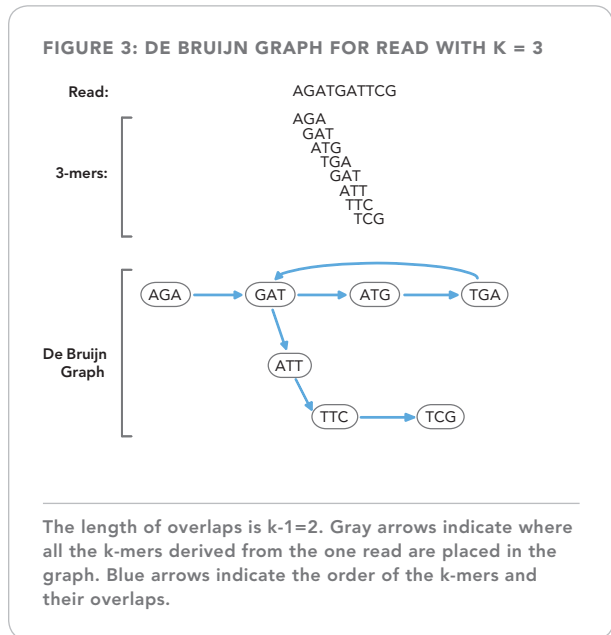 FIGURE 3: DE BRUIJN GRAPH FOR READ WITH K = 3
Read: AGATGATTCG
3-mers:
AGA
GAT
ATG
TGA
GAT
ATT
TTC
TCG
De Bruijn
Graph
AGA GAT ATG TGA
ATT
TTC TCG
The length of overlaps is k-1=2. Gray arrows indicate where
all the k-mers derived from the one read are placed in the
graph. Blue arrows indicate the order of the k-mers and
their overlaps.